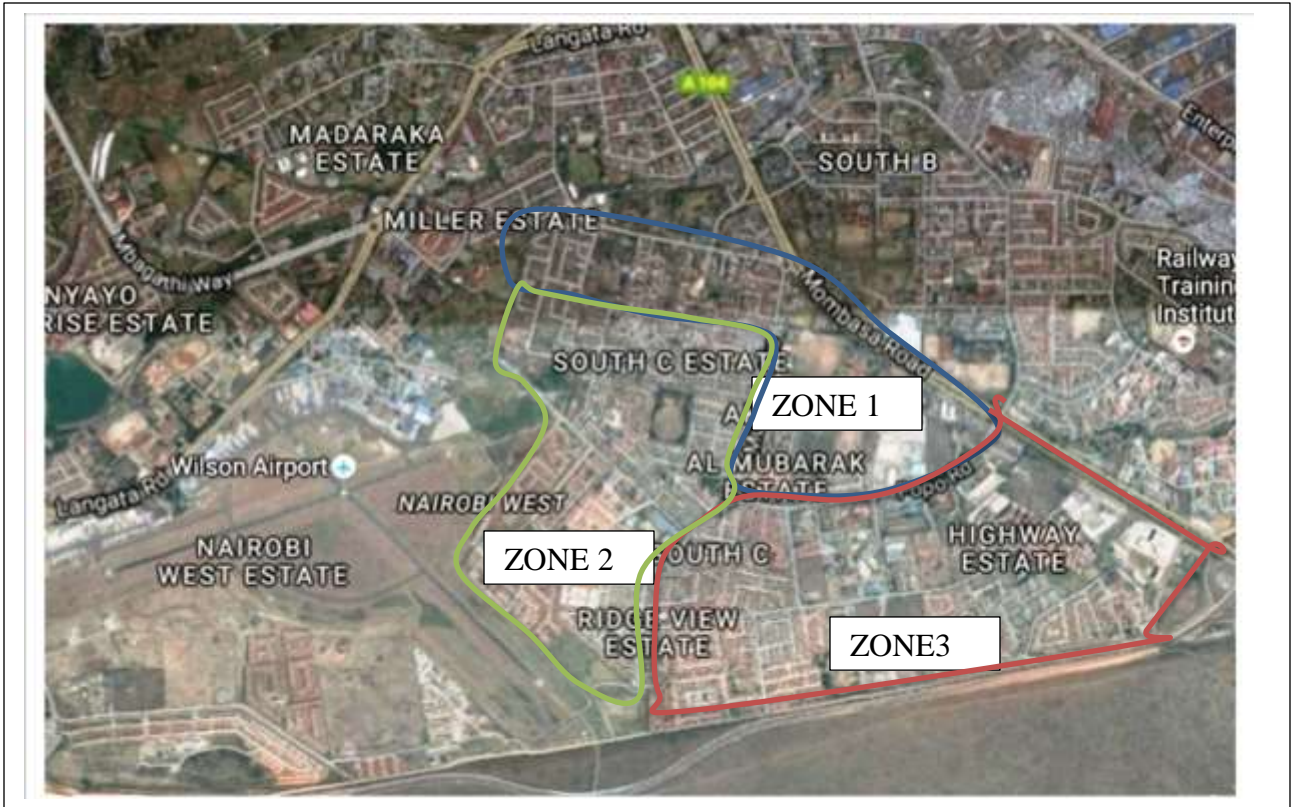 Langata Rd
A 104
MADARAKA
ESTATE
SOUTH B
Enterp
MILLER ESTATE
Mbagathi Way
Railway
Training
Institut
NYAYO
RISE ESTATE
Mombasa Road
SOUTH C ESTATE
ZONE 1
AL MUBARAK
ESTATE
Wilson Airport
Popo Rd
Langata Rd
NAIROBI WEST
NAIROBI
WEST ESTATE
HIGHWAY
ESTATE
ZONE 2
SOUTH C
RIDGE VIEW
ESTATE
ZONE3